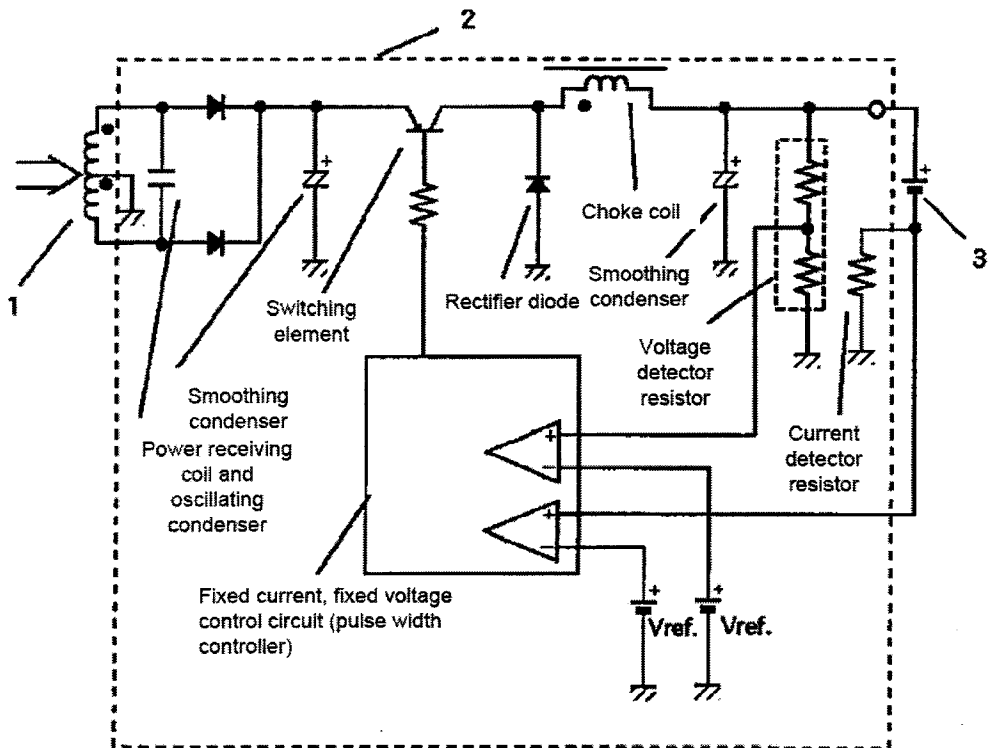 2
1
3
Choke coil
Switching
element
Rectifier diode
Smoothing
condenser
Voltage
detector
resistor
Current
detector
resistor
Smoothing
condenser
Power receiving
coil and
oscillating
condenser
Fixed current, fixed voltage
control circuit (pulse width
controller)
Vref.
Vref.
+
+
+
+
−
+
−
+
+